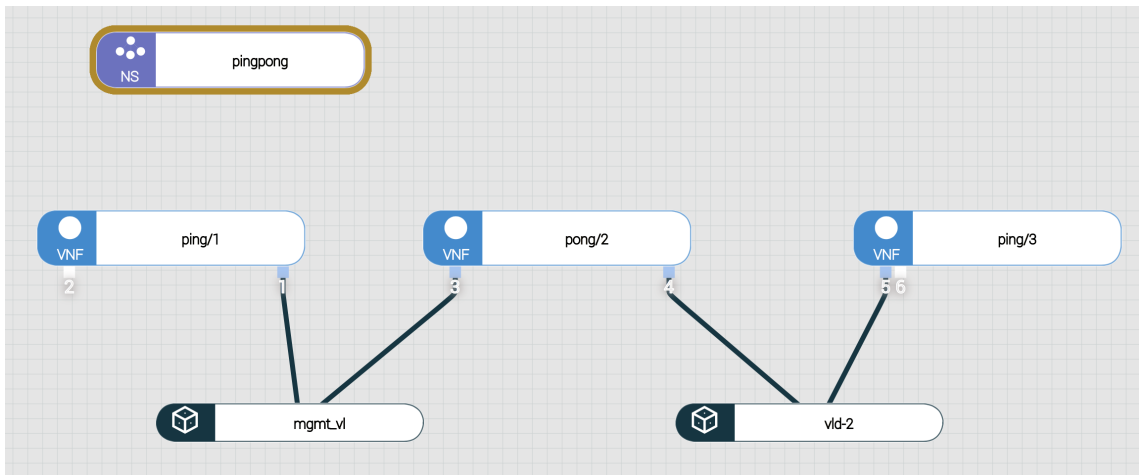 pingpong
NS
ping/1
VNF
pong/2
VNF
ping/3
VNF
2
1
3
4
5
6
mgmt_vl
vld-2